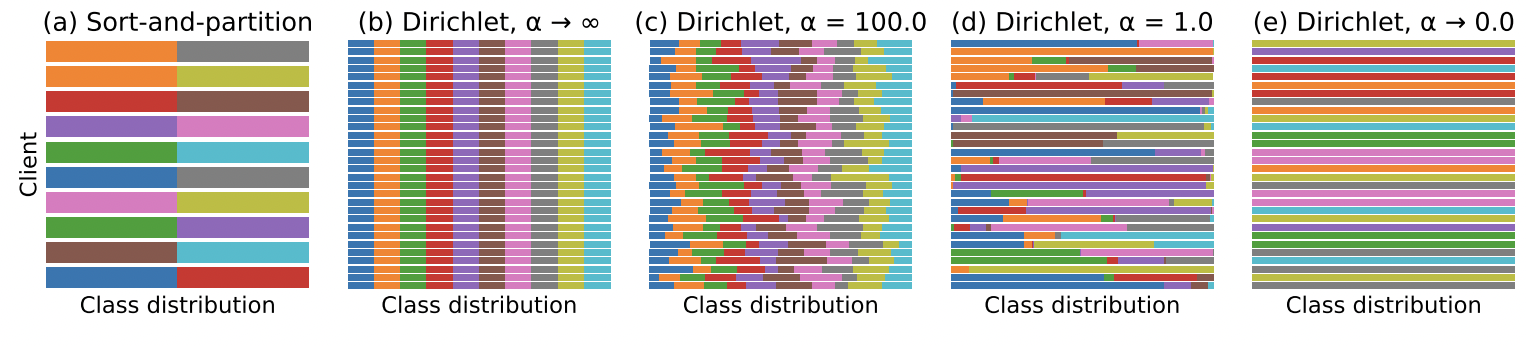 (a) Sort-and-partition
(b) Dirichlet, α → ∞
(c) Dirichlet, α = 100.0
(d) Dirichlet, α = 1.0
(e) Dirichlet, α → 0.0
Client
Class distribution
Class distribution
Class distribution
Class distribution
Class distribution